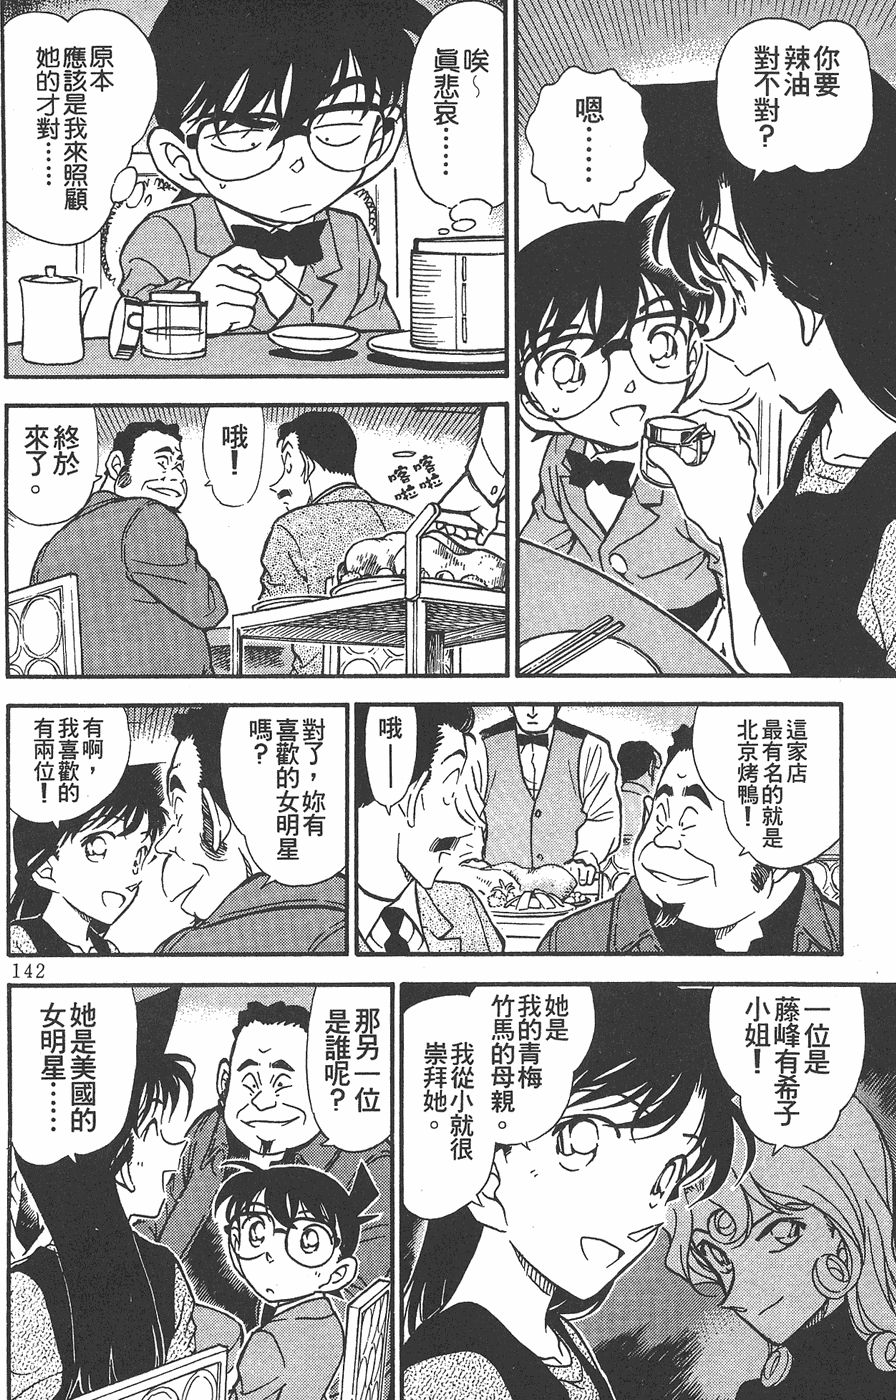 你要
辣油
對不對？
嗯……
唉～
眞悲哀……
原本
應該是我來照顧
她的才對……
喀啦
喀啦
哦！
終於
來了。
這家店
最有名的就是
北京烤鴨！
哦—
對了，妳有
喜歡的女明星
嗎？
有啊，
我喜歡的
有兩位！
142
一位是
藤峰有希子
小姐！
她是
我的青梅
竹馬的母親。
我從小就很
崇拜她。
那另一位
是誰呢？
她是美國的
女明星……